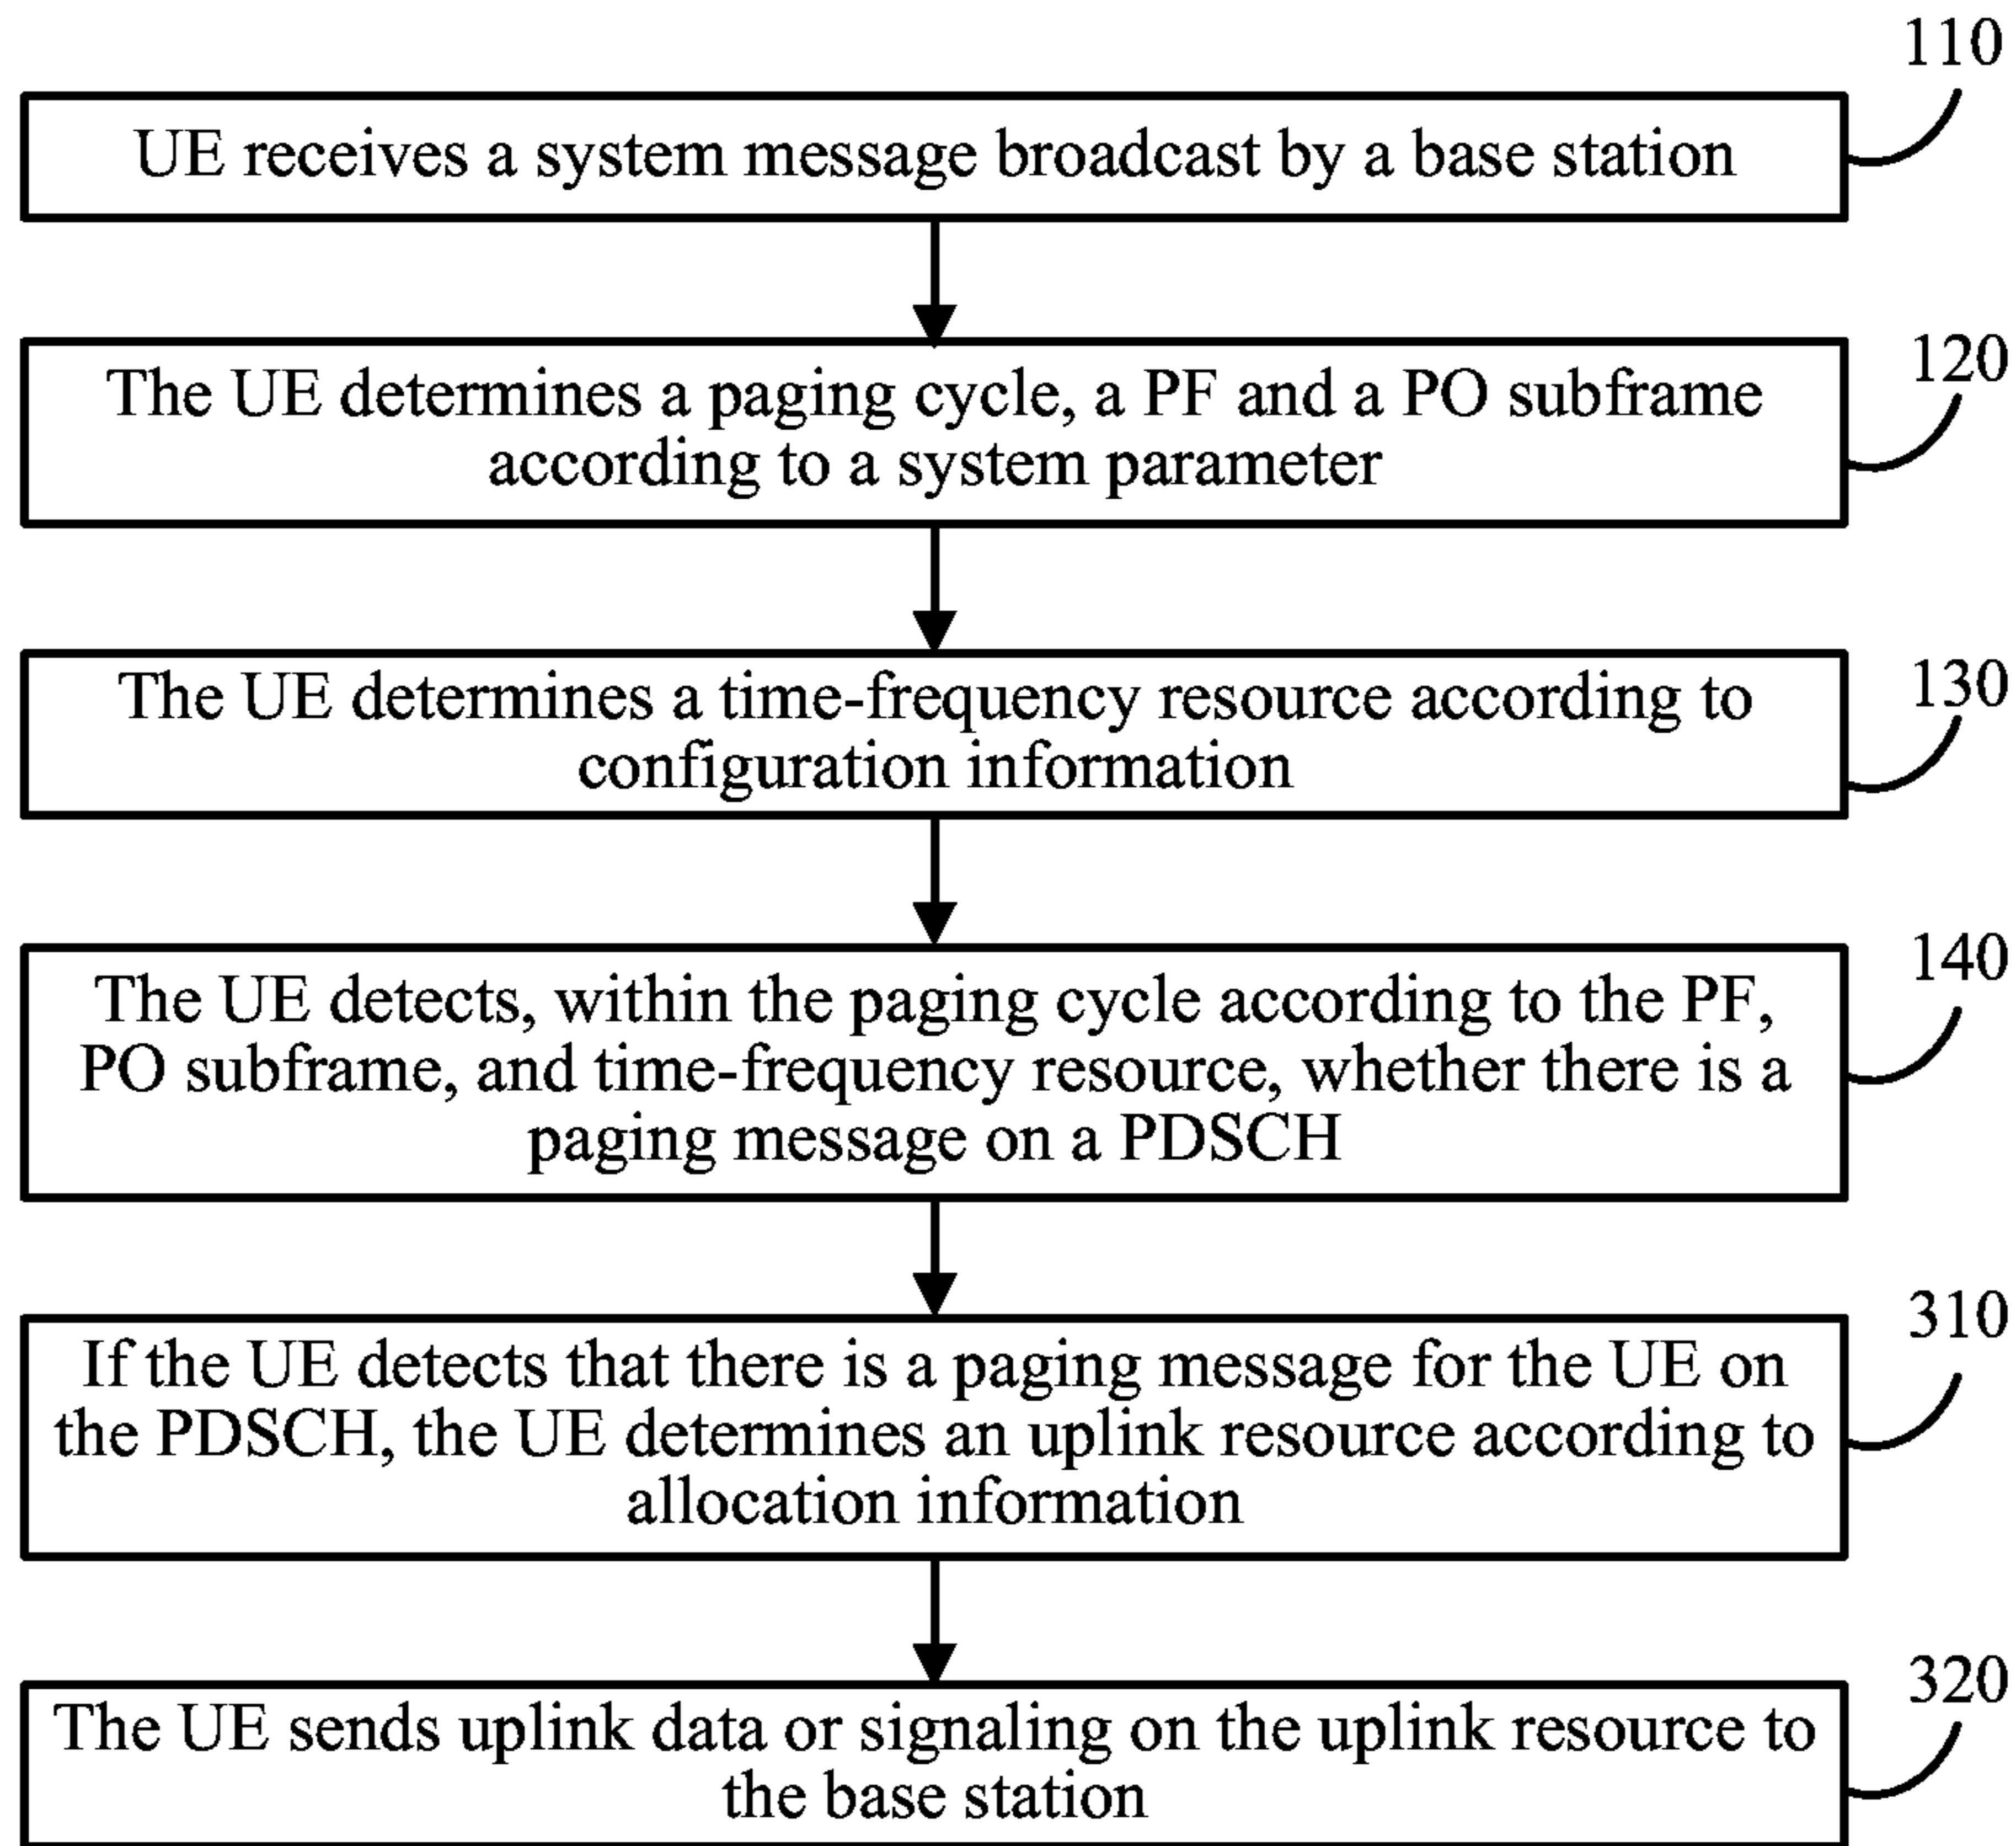 110
UE receives a system message broadcast by a base station
120
The UE determines a paging cycle, a PF and a PO subframe
according to a system parameter
130
The UE determines a time-frequency resource according to
configuration information
140
The UE detects, within the paging cycle according to the PF,
PO subframe, and time-frequency resource, whether there is a
paging message on a PDSCH
310
If the UE detects that there is a paging message for the UE on
the PDSCH, the UE determines an uplink resource according to
allocation information
320
The UE sends uplink data or signaling on the uplink resource to
the base station